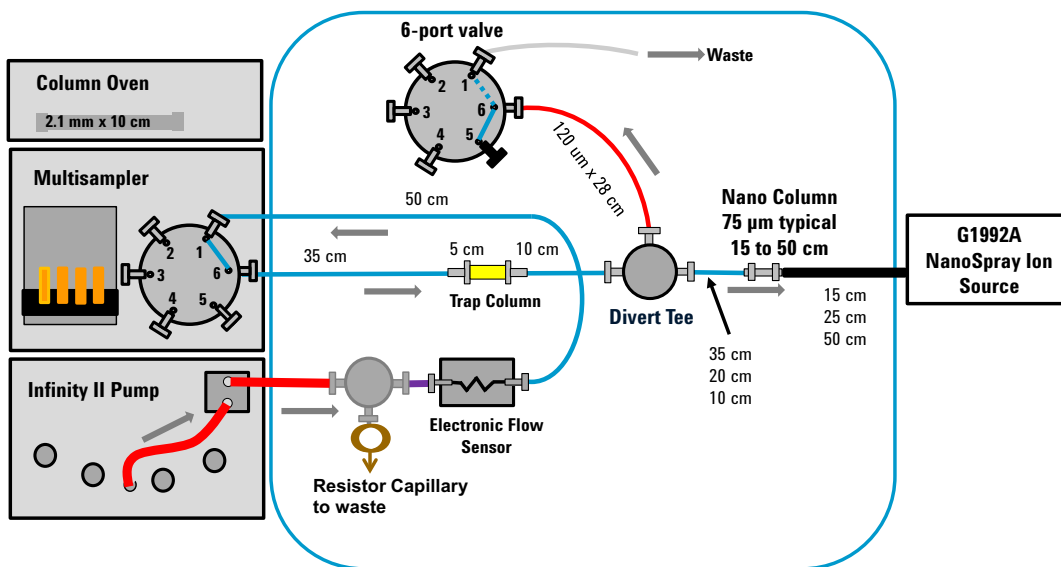 6-port valve
1
2
3
4
5
6
Waste
Column Oven
2.1 mm x 10 cm
Multisampler
1
2
3
4
5
6
50 cm
35 cm
5 cm
10 cm
Trap Column
120 um x 28 cm
Divert Tee
Nano Column
75 µm typical
15 to 50 cm
35 cm
20 cm
10 cm
15 cm
25 cm
50 cm
G1992A
NanoSpray Ion
Source
Infinity II Pump
Electronic Flow
Sensor
Resistor Capillary
to waste